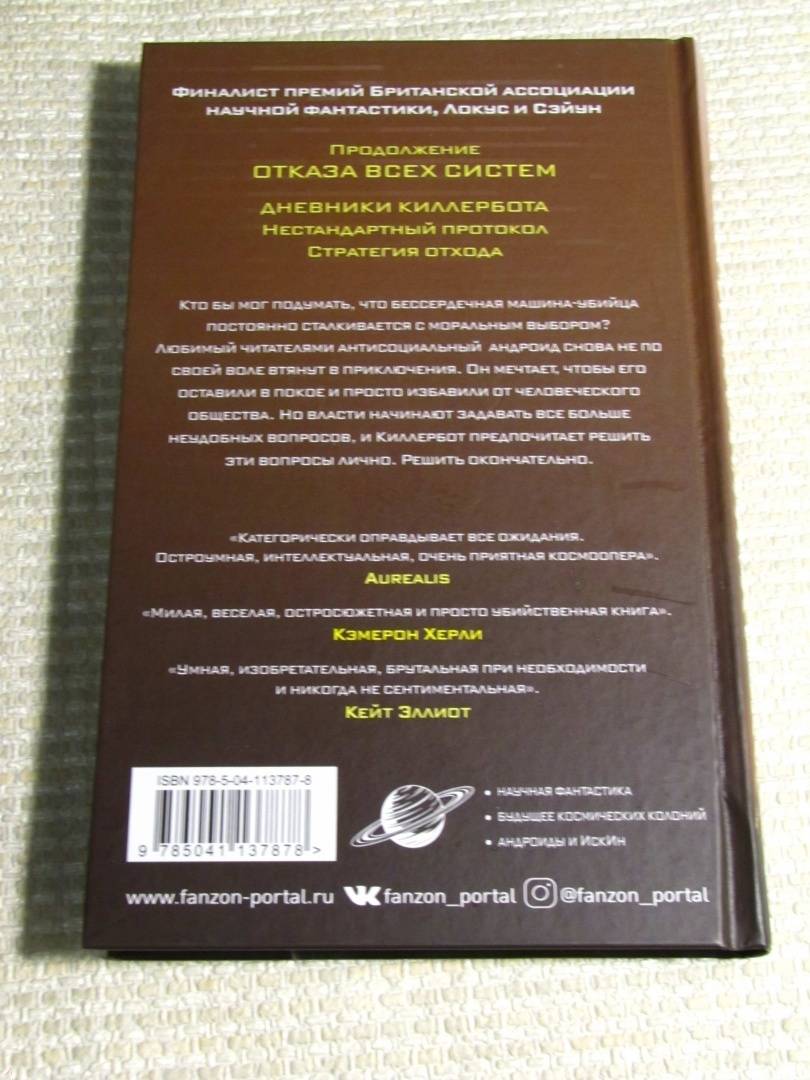 Финалист премий Британской ассоциации
научной фантастики, Локус и Сэйун
Продолжение
ОТКАЗА ВСЕХ СИСТЕМ
ДНЕВНИКИ КИЛЛЕРБОТА
Нестандартный протокол
Стратегия отхода
Кто бы мог подумать, что бессердечная машина-убийца
постоянно сталкивается с моральным выбором?
Любимый читателями антисоциальный андроид снова не по
своей воле втянут в приключения. Он мечтает, чтобы его
оставили в покое и просто избавили от человеческого
общества. Но власти начинают задавать все больше
неудобных вопросов, и Киллербот предпочитает решить
эти вопросы лично. Решить окончательно.
«Категорически оправдывает все ожидания.
Остроумная, интеллектуальная, очень приятная космоопера».
Aurealis
«Милая, веселая, остросюжетная и просто убийственная книга».
Кэмерон Херли
«Умная, изобретательная, брутальная при необходимости
и никогда не сентиментальная».
Кейт Эллиот
ISBN 978-5-04-113787-8
9 785041 137878 >
• научная фантастика
• будущее космических колоний
• андроиды и ИскИн
www.fanzon-portal.ru fanzon_portal @fanzon_portal